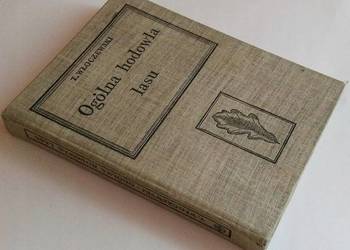 T. WŁOCZEWSKI
Ogólna hodowla
lasu